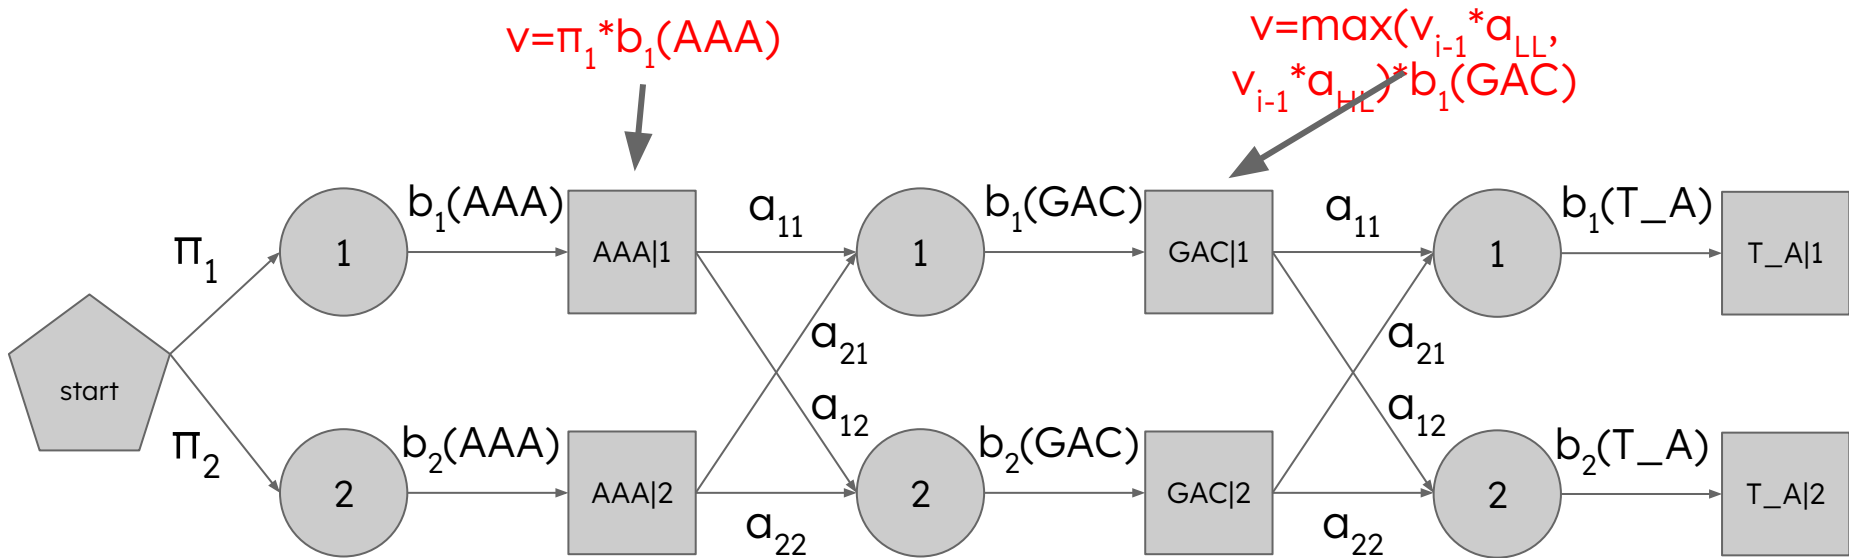 v=π₁*b₁(AAA)
v=max(vᵢ₋₁*a_LL,
vᵢ₋₁*a_HL)*b₁(GAC)
π₁
1
b₁(AAA)
AAA|1
a₁₁
1
b₁(GAC)
GAC|1
a₁₁
1
b₁(T_A)
T_A|1
start
a₂₁
a₂₁
a₁₂
a₁₂
π₂
2
b₂(AAA)
AAA|2
a₂₂
2
b₂(GAC)
GAC|2
a₂₂
2
b₂(T_A)
T_A|2